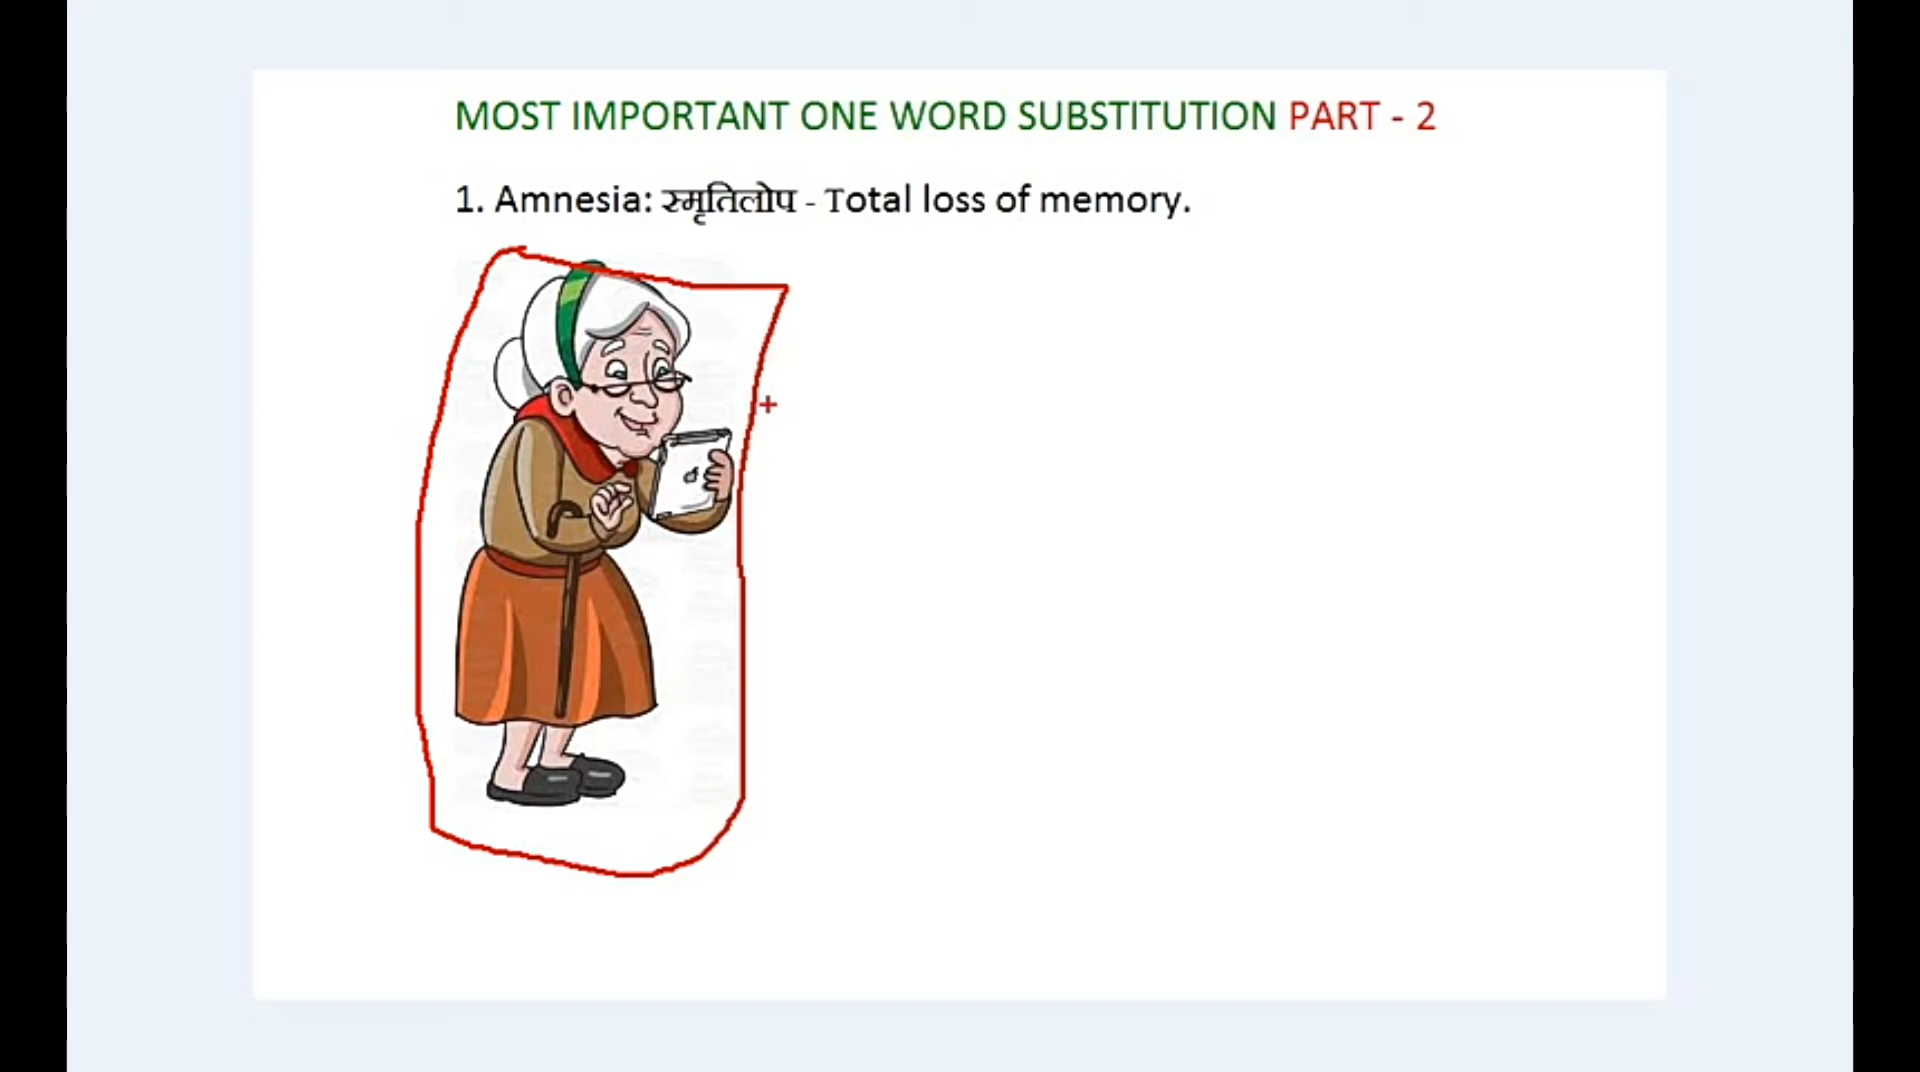 MOST IMPORTANT ONE WORD SUBSTITUTION PART - 2
1. Amnesia: स्मृतिलोप - Total loss of memory.